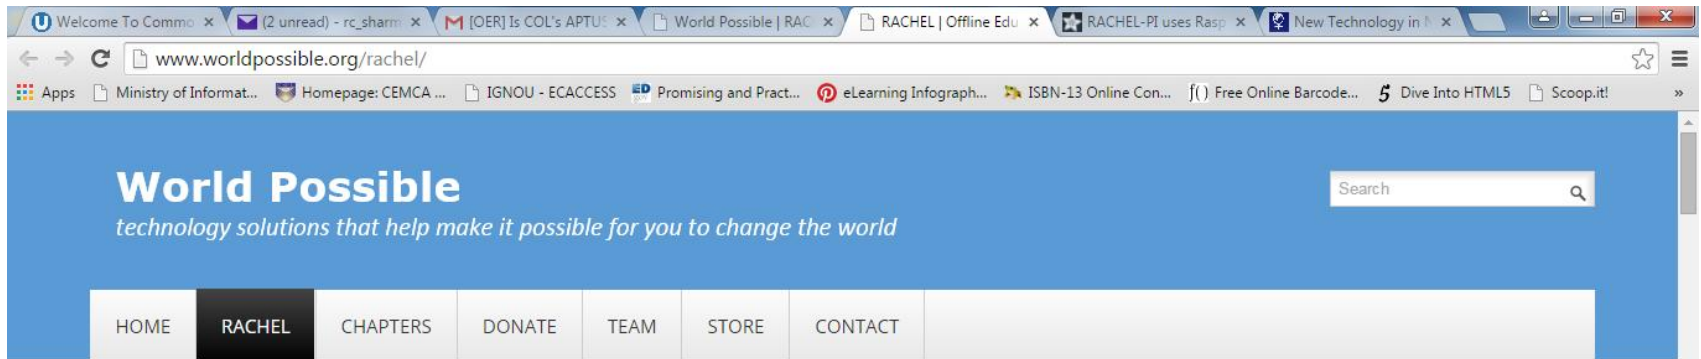 Welcome To Commo (2 unread) - rc_sharm [OER] Is COL's APTUS World Possible | RAC RACHEL | Offline Edu RACHEL-PI uses Rasp New Technology in N
www.worldpossible.org/rachel/
Apps Ministry of Informat... Homepage: CEMCA ... IGNOU - ECACCESS Promising and Pract... eLearning Infograph... ISBN-13 Online Con... Free Online Barcode... Dive Into HTML5 Scoop.it! »
World Possible
Search
technology solutions that help make it possible for you to change the world
HOME RACHEL CHAPTERS DONATE TEAM STORE CONTACT